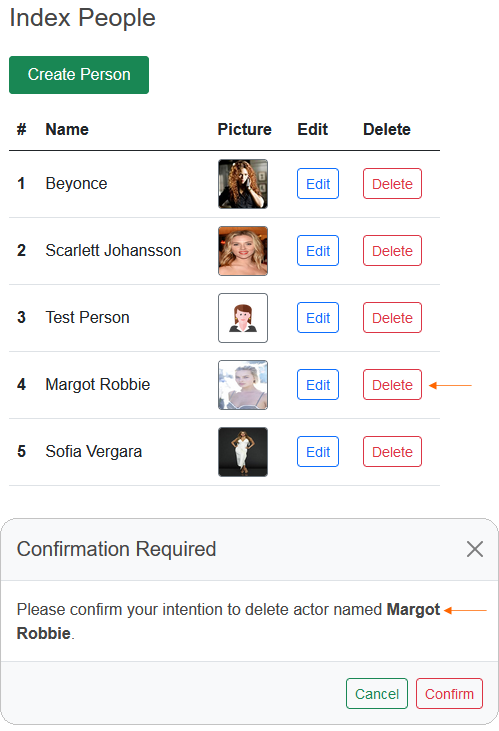 Index People
Create Person
# Name Picture Edit Delete
1 Beyonce Edit Delete
2 Scarlett Johansson Edit Delete
3 Test Person Edit Delete
4 Margot Robbie Edit Delete
5 Sofia Vergara Edit Delete
Confirmation Required
Please confirm your intention to delete actor named Margot
Robbie.
Cancel Confirm